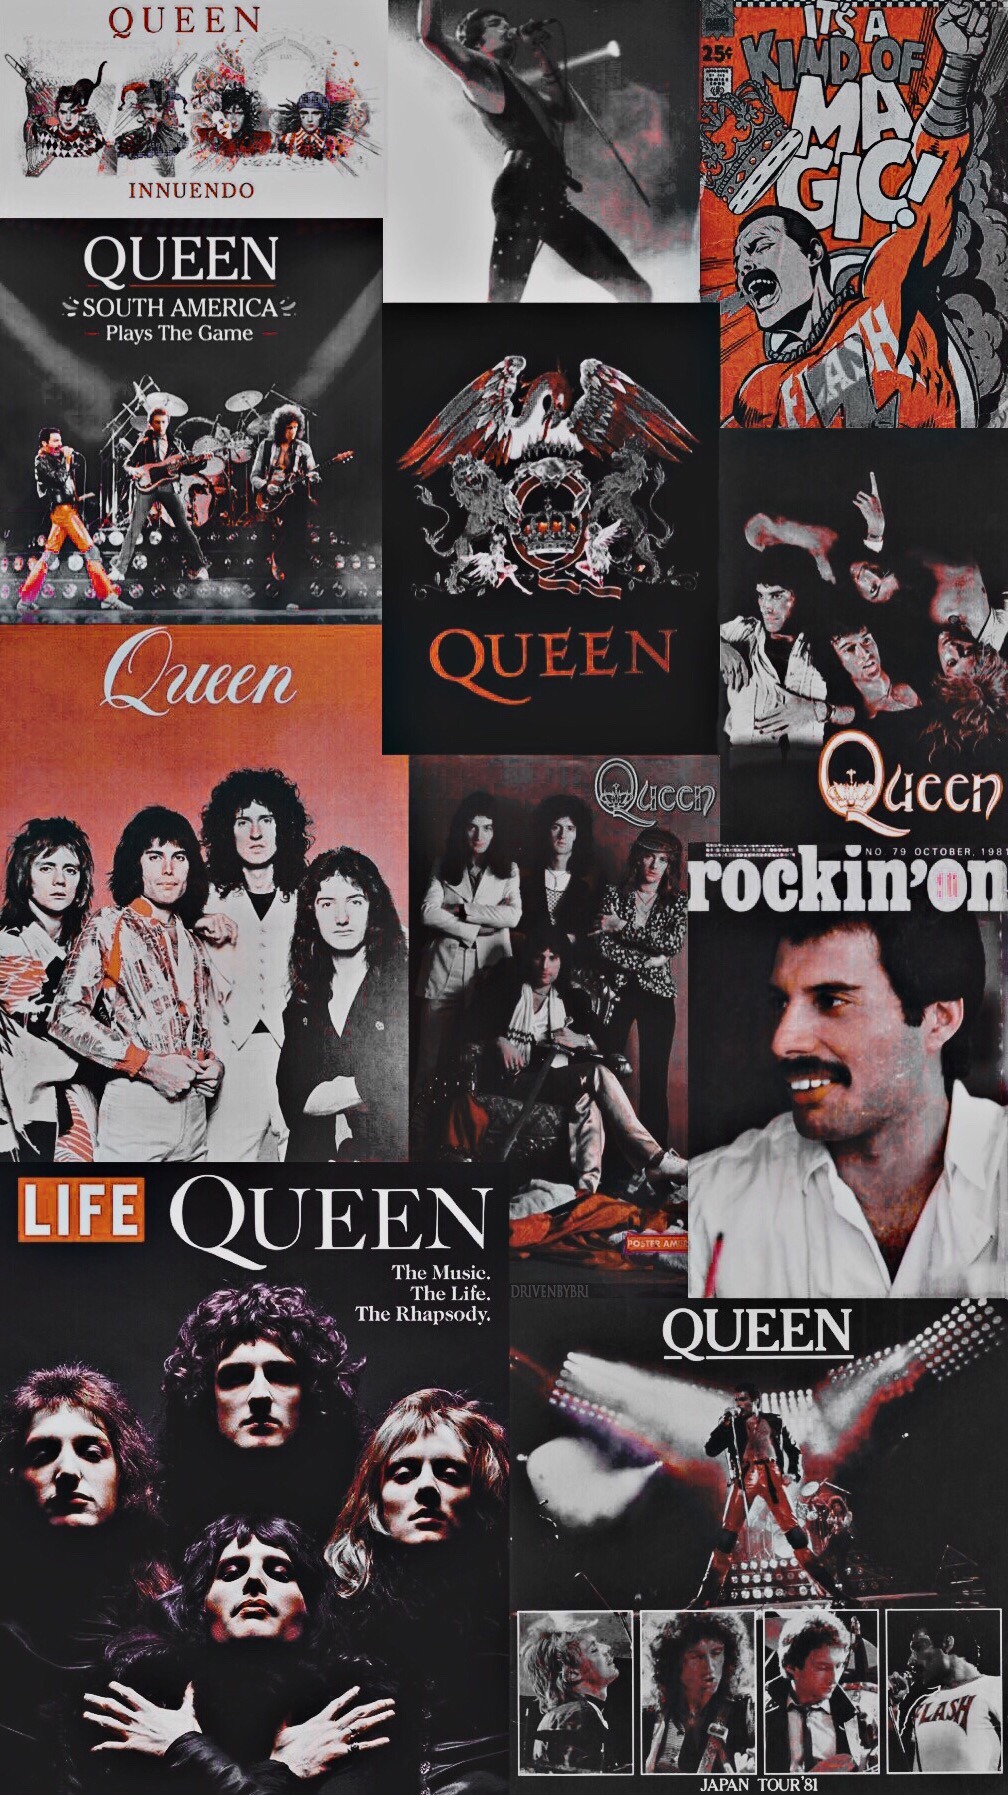 QUEEN
INNUENDO
IT'S A
KIND OF
MA
GIC!
25¢
FLASH
QUEEN
SOUTH AMERICA
Plays The Game
QUEEN
Queen
Queen
Queen
POSTER AME
DRIVENBYBRI
NO. 79 OCTOBER, 1981
rockin'on
LIFE
QUEEN
The Music.
The Life.
The Rhapsody.
QUEEN
FLASH
JAPAN TOUR'81